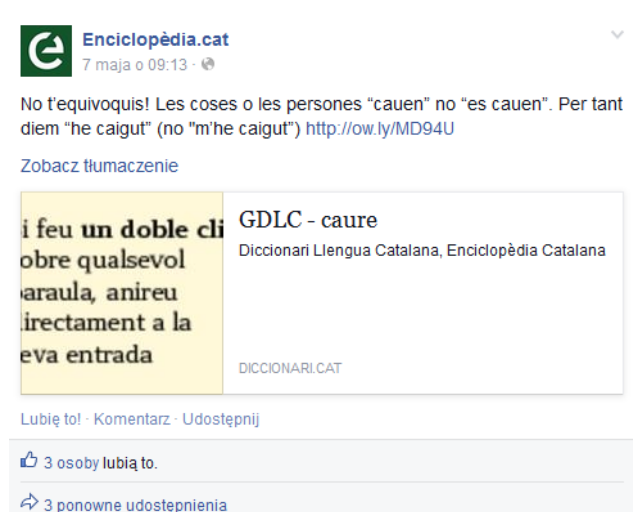 Enciclopèdia.cat
7 maja o 09:13 ·
No t'equivoquis! Les coses o les persones “cauen” no “es cauen”. Per tant
diem “he caigut” (no "m'he caigut”) http://ow.ly/MD94U
Zobacz tłumaczenie
i feu un doble cli
obre qualsevol
paraula, anireu
directament a la
eva entrada
GDLC - caure
Diccionari Llengua Catalana, Enciclopèdia Catalana
DICCIONARI.CAT
Lubię to! · Komentarz · Udostępnij
3 osoby lubią to.
3 ponowne udostępnienia